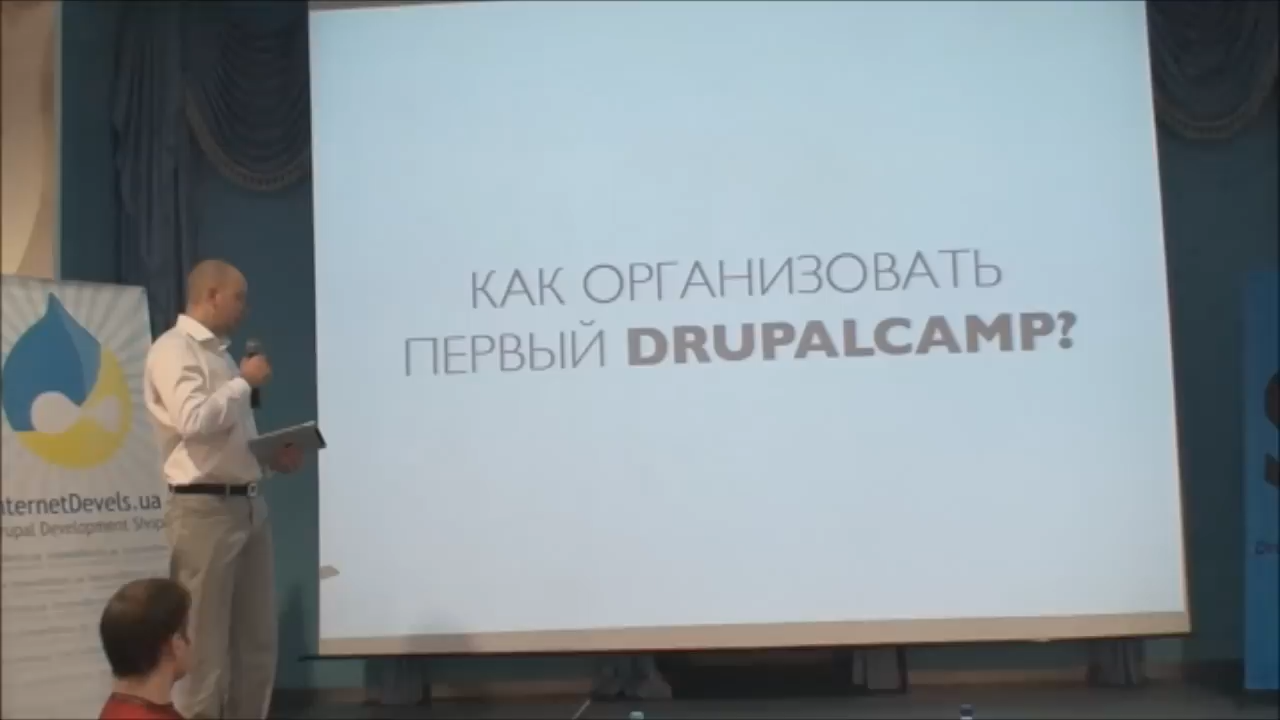 КАК ОРГАНИЗОВАТЬ
ПЕРВЫЙ DRUPALCAMP?
nternetDevels.ua
rupal Development Shop